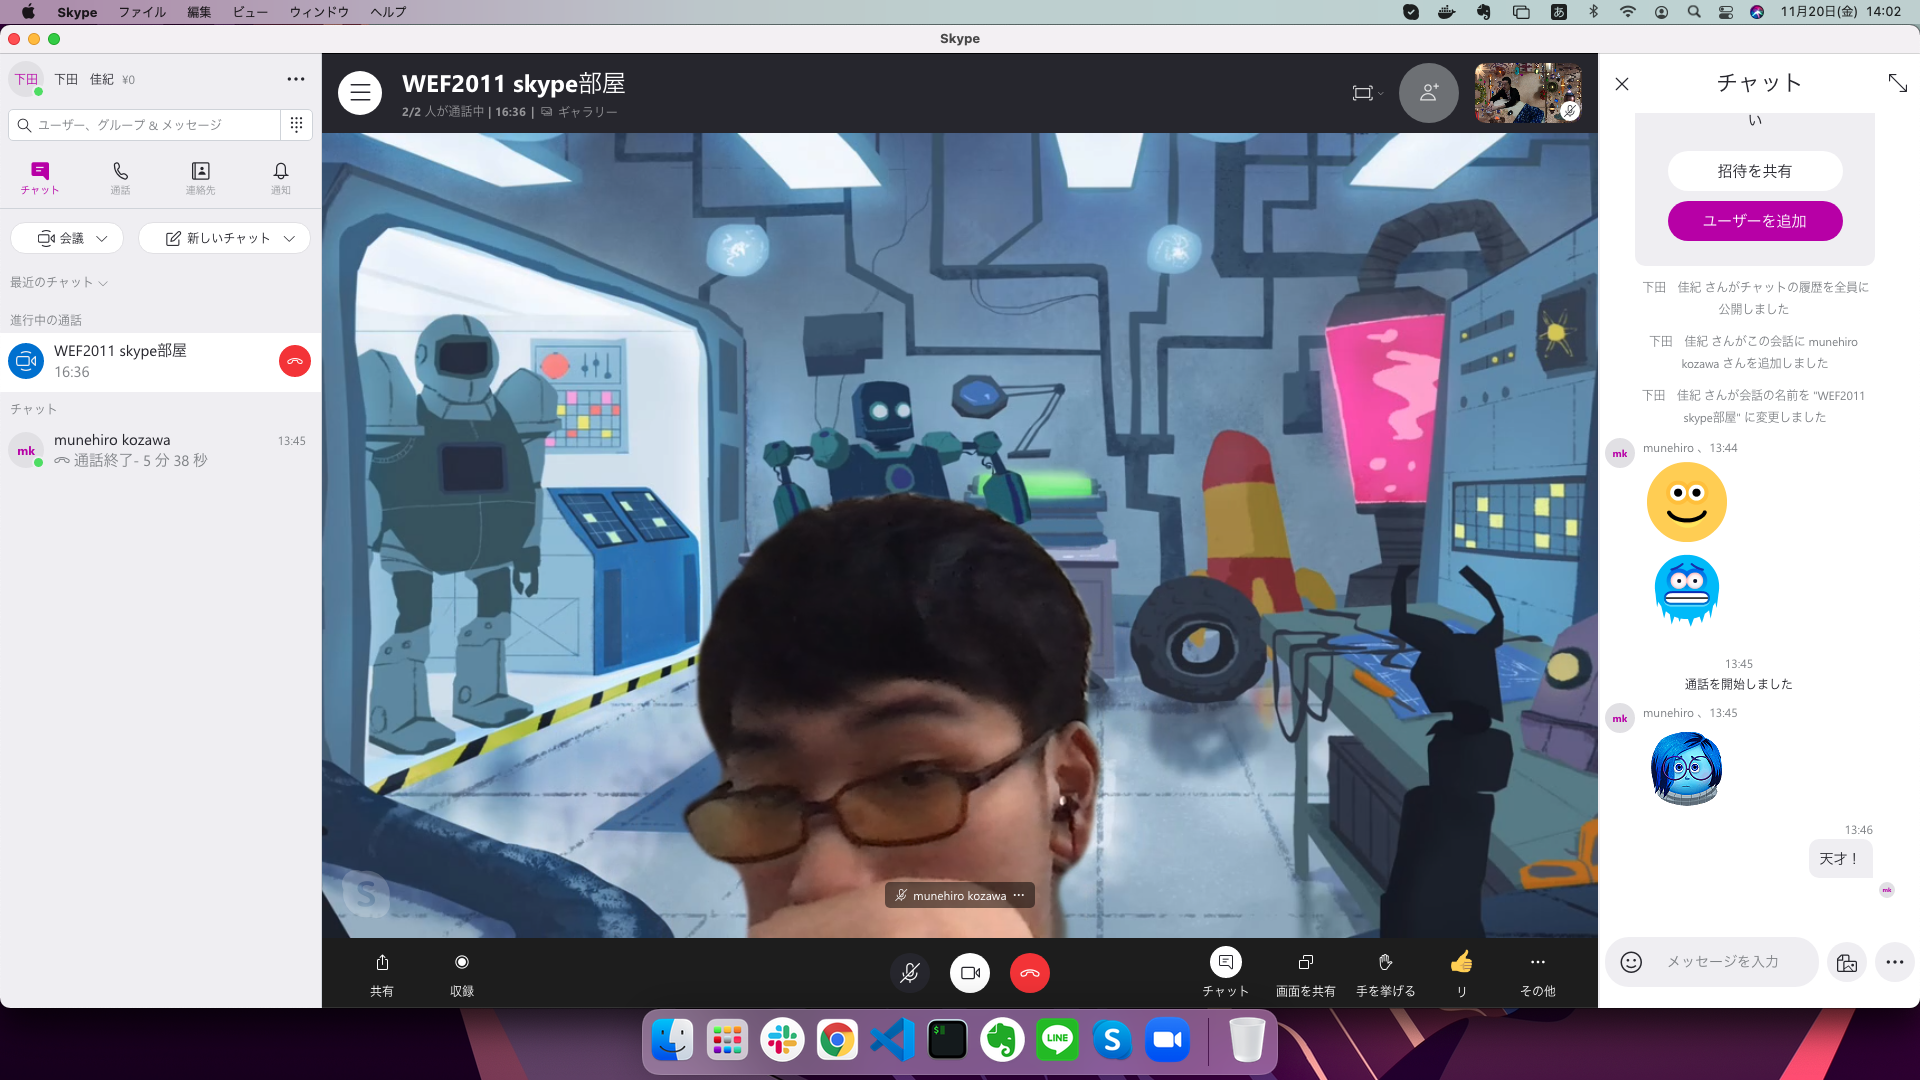 Skype ファイル 編集 ビュー ウィンドウ ヘルプ
あ
11月20日(金) 14:02
Skype
下田
下田 佳紀 ¥0
ユーザー、グループ & メッセージ
チャット
通話
連絡先
通知
会議
新しいチャット
最近のチャット
進行中の通話
WEF2011 skype部屋
16:36
チャット
mk
munehiro kozawa
13:45
通話終了- 5 分 38 秒
WEF2011 skype部屋
2/2 人が通話中 | 16:36 | ギャラリー
S
munehiro kozawa
共有
収録
チャット
画面を共有
手を挙げる
リ
その他
チャット
い
招待を共有
ユーザーを追加
下田 佳紀 さんがチャットの履歴を全員に
公開しました
下田 佳紀 さんがこの会話に munehiro
kozawa さんを追加しました
下田 佳紀 さんが会話の名前を "WEF2011
skype部屋" に変更しました
mk
munehiro 、13:44
13:45
通話を開始しました
mk
munehiro 、13:45
13:46
天才！
mk
メッセージを入力
$
LINE
S